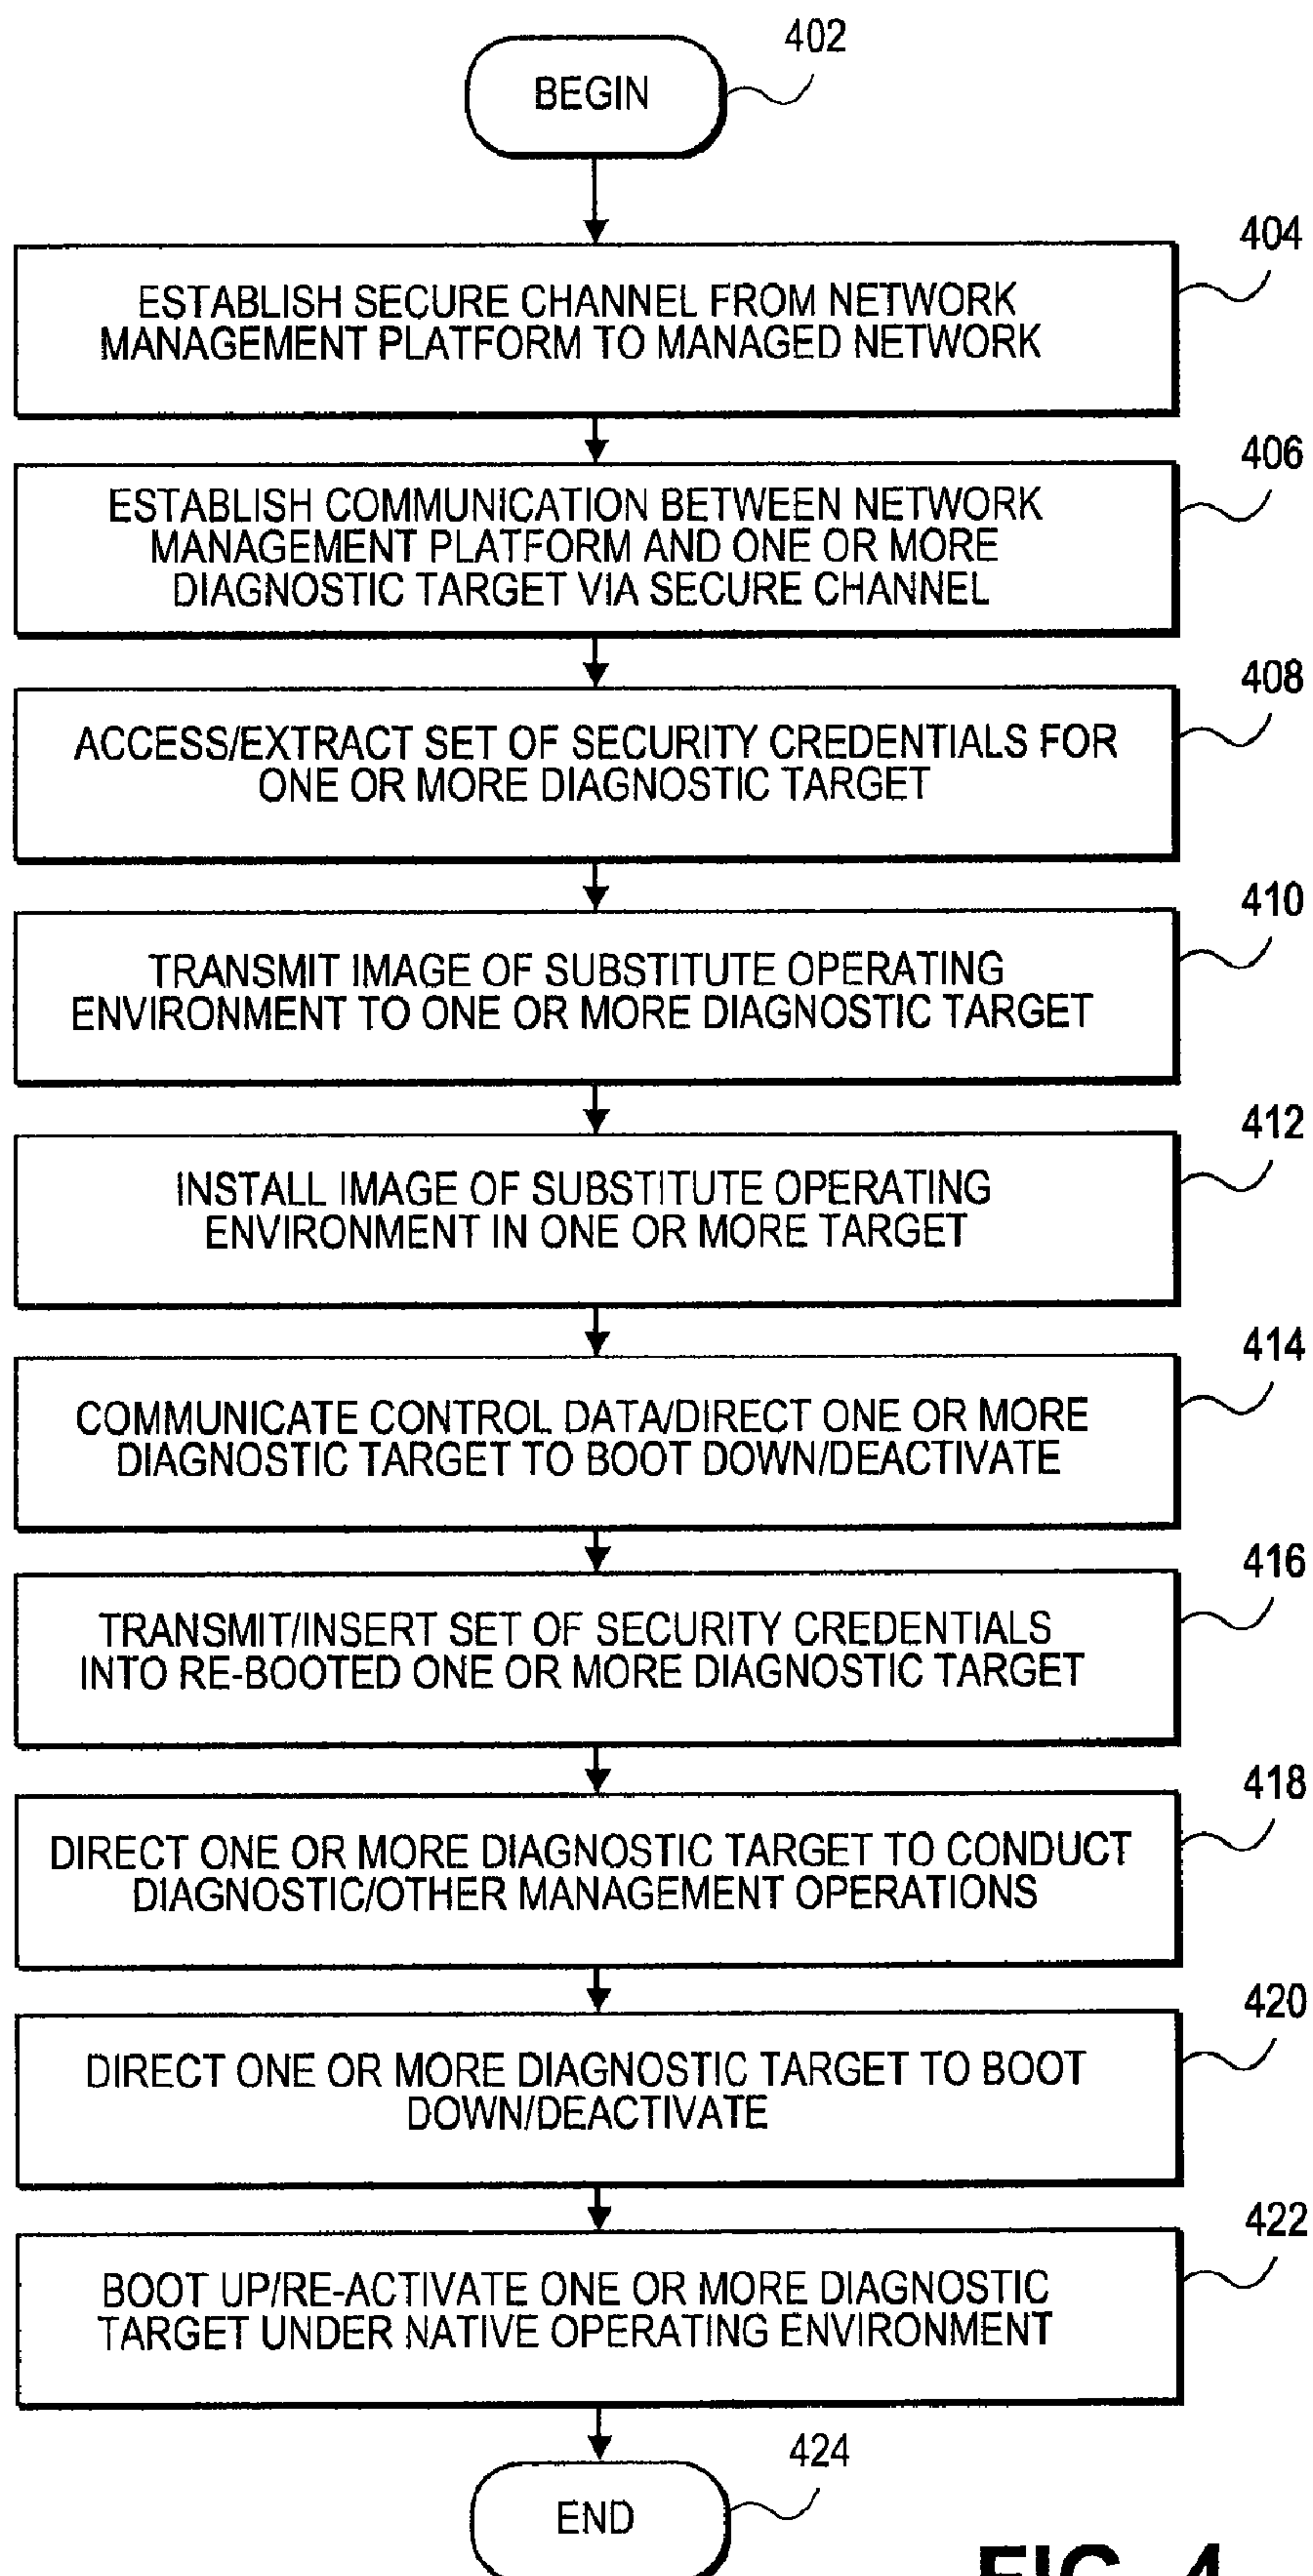 402
BEGIN
404
ESTABLISH SECURE CHANNEL FROM NETWORK
MANAGEMENT PLATFORM TO MANAGED NETWORK
406
ESTABLISH COMMUNICATION BETWEEN NETWORK
MANAGEMENT PLATFORM AND ONE OR MORE
DIAGNOSTIC TARGET VIA SECURE CHANNEL
408
ACCESS/EXTRACT SET OF SECURITY CREDENTIALS FOR
ONE OR MORE DIAGNOSTIC TARGET
410
TRANSMIT IMAGE OF SUBSTITUTE OPERATING
ENVIRONMENT TO ONE OR MORE DIAGNOSTIC TARGET
412
INSTALL IMAGE OF SUBSTITUTE OPERATING
ENVIRONMENT IN ONE OR MORE TARGET
414
COMMUNICATE CONTROL DATA/DIRECT ONE OR MORE
DIAGNOSTIC TARGET TO BOOT DOWN/DEACTIVATE
416
TRANSMIT/INSERT SET OF SECURITY CREDENTIALS
INTO RE-BOOTED ONE OR MORE DIAGNOSTIC TARGET
418
DIRECT ONE OR MORE DIAGNOSTIC TARGET TO CONDUCT
DIAGNOSTIC/OTHER MANAGEMENT OPERATIONS
420
DIRECT ONE OR MORE DIAGNOSTIC TARGET TO BOOT
DOWN/DEACTIVATE
422
BOOT UP/RE-ACTIVATE ONE OR MORE DIAGNOSTIC
TARGET UNDER NATIVE OPERATING ENVIRONMENT
424
END
FIG. 4